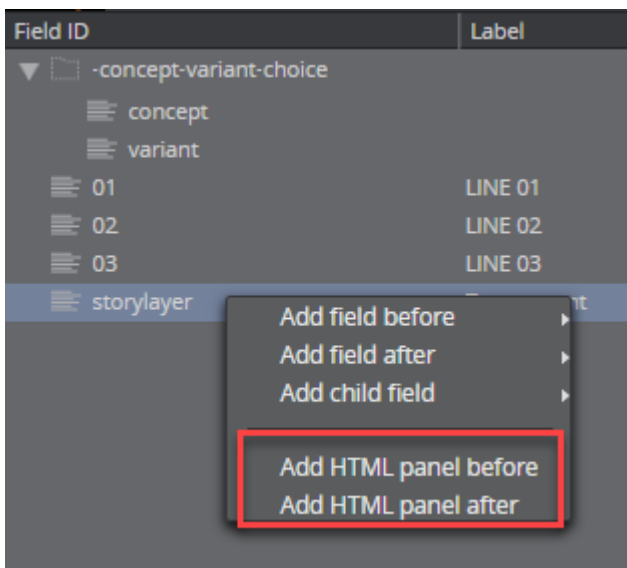 Field ID Label
-concept-variant-choice
concept
variant
01 LINE 01
02 LINE 02
03 LINE 03
storylayer
Add field before
Add field after
Add child field
Add HTML panel before
Add HTML panel after